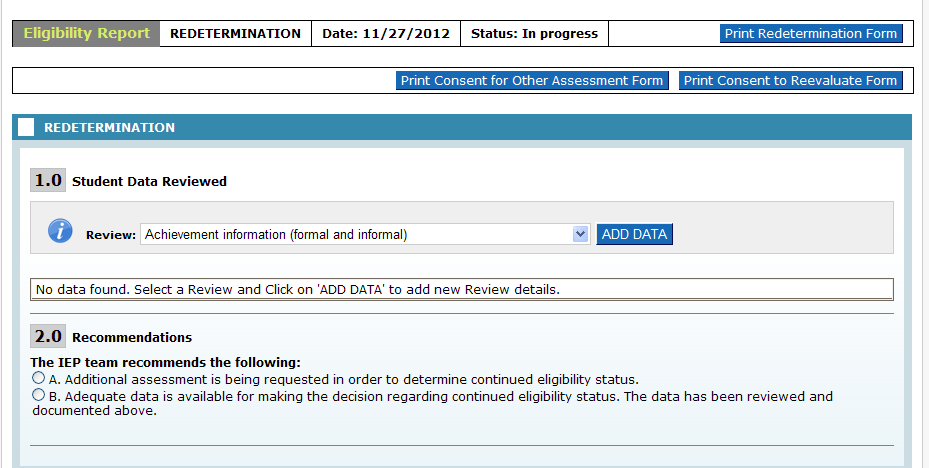 Eligibility Report REDETERMINATION Date: 11/27/2012 Status: In progress Print Redetermination Form
Print Consent for Other Assessment Form Print Consent to Reevaluate Form
REDETERMINATION
1.0 Student Data Reviewed
Review: Achievement information (formal and informal) ADD DATA
No data found. Select a Review and Click on 'ADD DATA' to add new Review details.
2.0 Recommendations
The IEP team recommends the following:
A. Additional assessment is being requested in order to determine continued eligibility status.
B. Adequate data is available for making the decision regarding continued eligibility status. The data has been reviewed and
documented above.